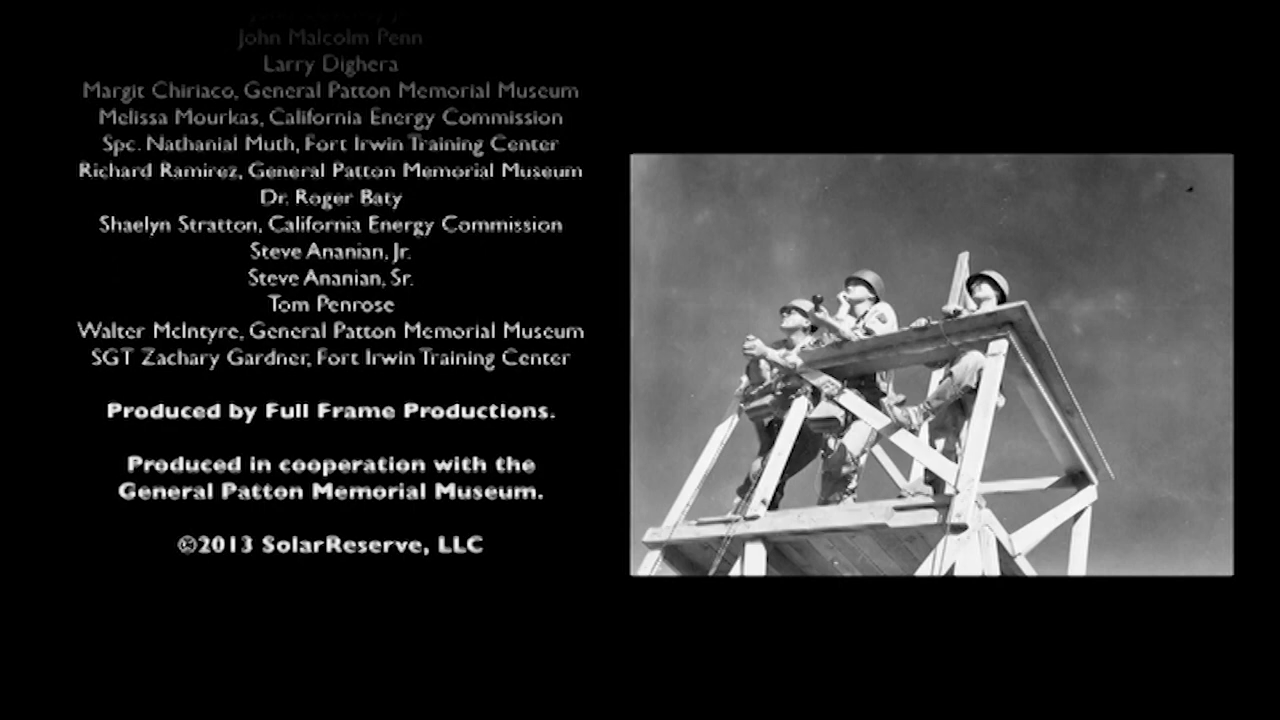 John Malcolm Penn
Larry Dighera
Margit Chiriaco, General Patton Memorial Museum
Melissa Mourkas, California Energy Commission
Spc. Nathanial Muth, Fort Irwin Training Center
Richard Ramirez, General Patton Memorial Museum
Dr. Roger Baty
Shaelyn Stratton, California Energy Commission
Steve Ananian, Jr.
Steve Ananian, Sr.
Tom Penrose
Walter McIntyre, General Patton Memorial Museum
SGT Zachary Gardner, Fort Irwin Training Center
Produced by Full Frame Productions.
Produced in cooperation with the
General Patton Memorial Museum.
©2013 SolarReserve, LLC